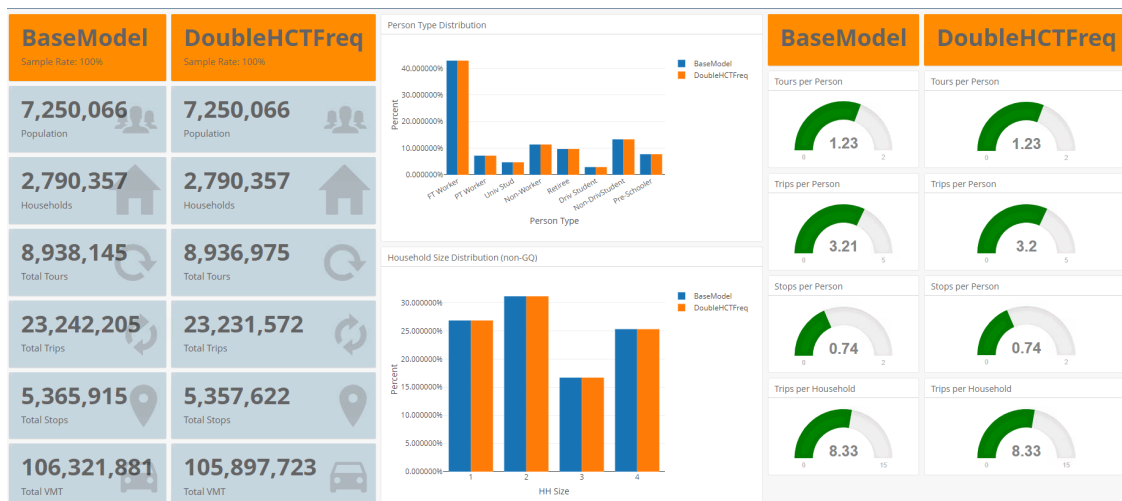 BaseModel
Sample Rate: 100%
7,250,066
Population
2,790,357
Households
8,938,145
Total Tours
23,242,205
Total Trips
5,365,915
Total Stops
106,321,881
Total VMT
DoubleHCTFreq
Sample Rate: 100%
7,250,066
Population
2,790,357
Households
8,936,975
Total Tours
23,231,572
Total Trips
5,357,622
Total Stops
105,897,723
Total VMT
Person Type Distribution
BaseModel
DoubleHCTFreq
Percent
40.000000%
30.000000%
20.000000%
10.000000%
0.000000%
FT Worker
PT Worker
Univ Stud
Non-Worker
Retiree
Driv Student
Non-DrivStudent
Pre-Schooler
Person Type
Household Size Distribution (non-GQ)
BaseModel
DoubleHCTFreq
Percent
30.000000%
25.000000%
20.000000%
15.000000%
10.000000%
5.000000%
0.000000%
1 2 3 4
HH Size
BaseModel
Tours per Person
1.23
0 2
Trips per Person
3.21
0 5
Stops per Person
0.74
0 2
Trips per Household
8.33
0 15
DoubleHCTFreq
Tours per Person
1.23
0 2
Trips per Person
3.2
0 5
Stops per Person
0.74
0 2
Trips per Household
8.33
0 15